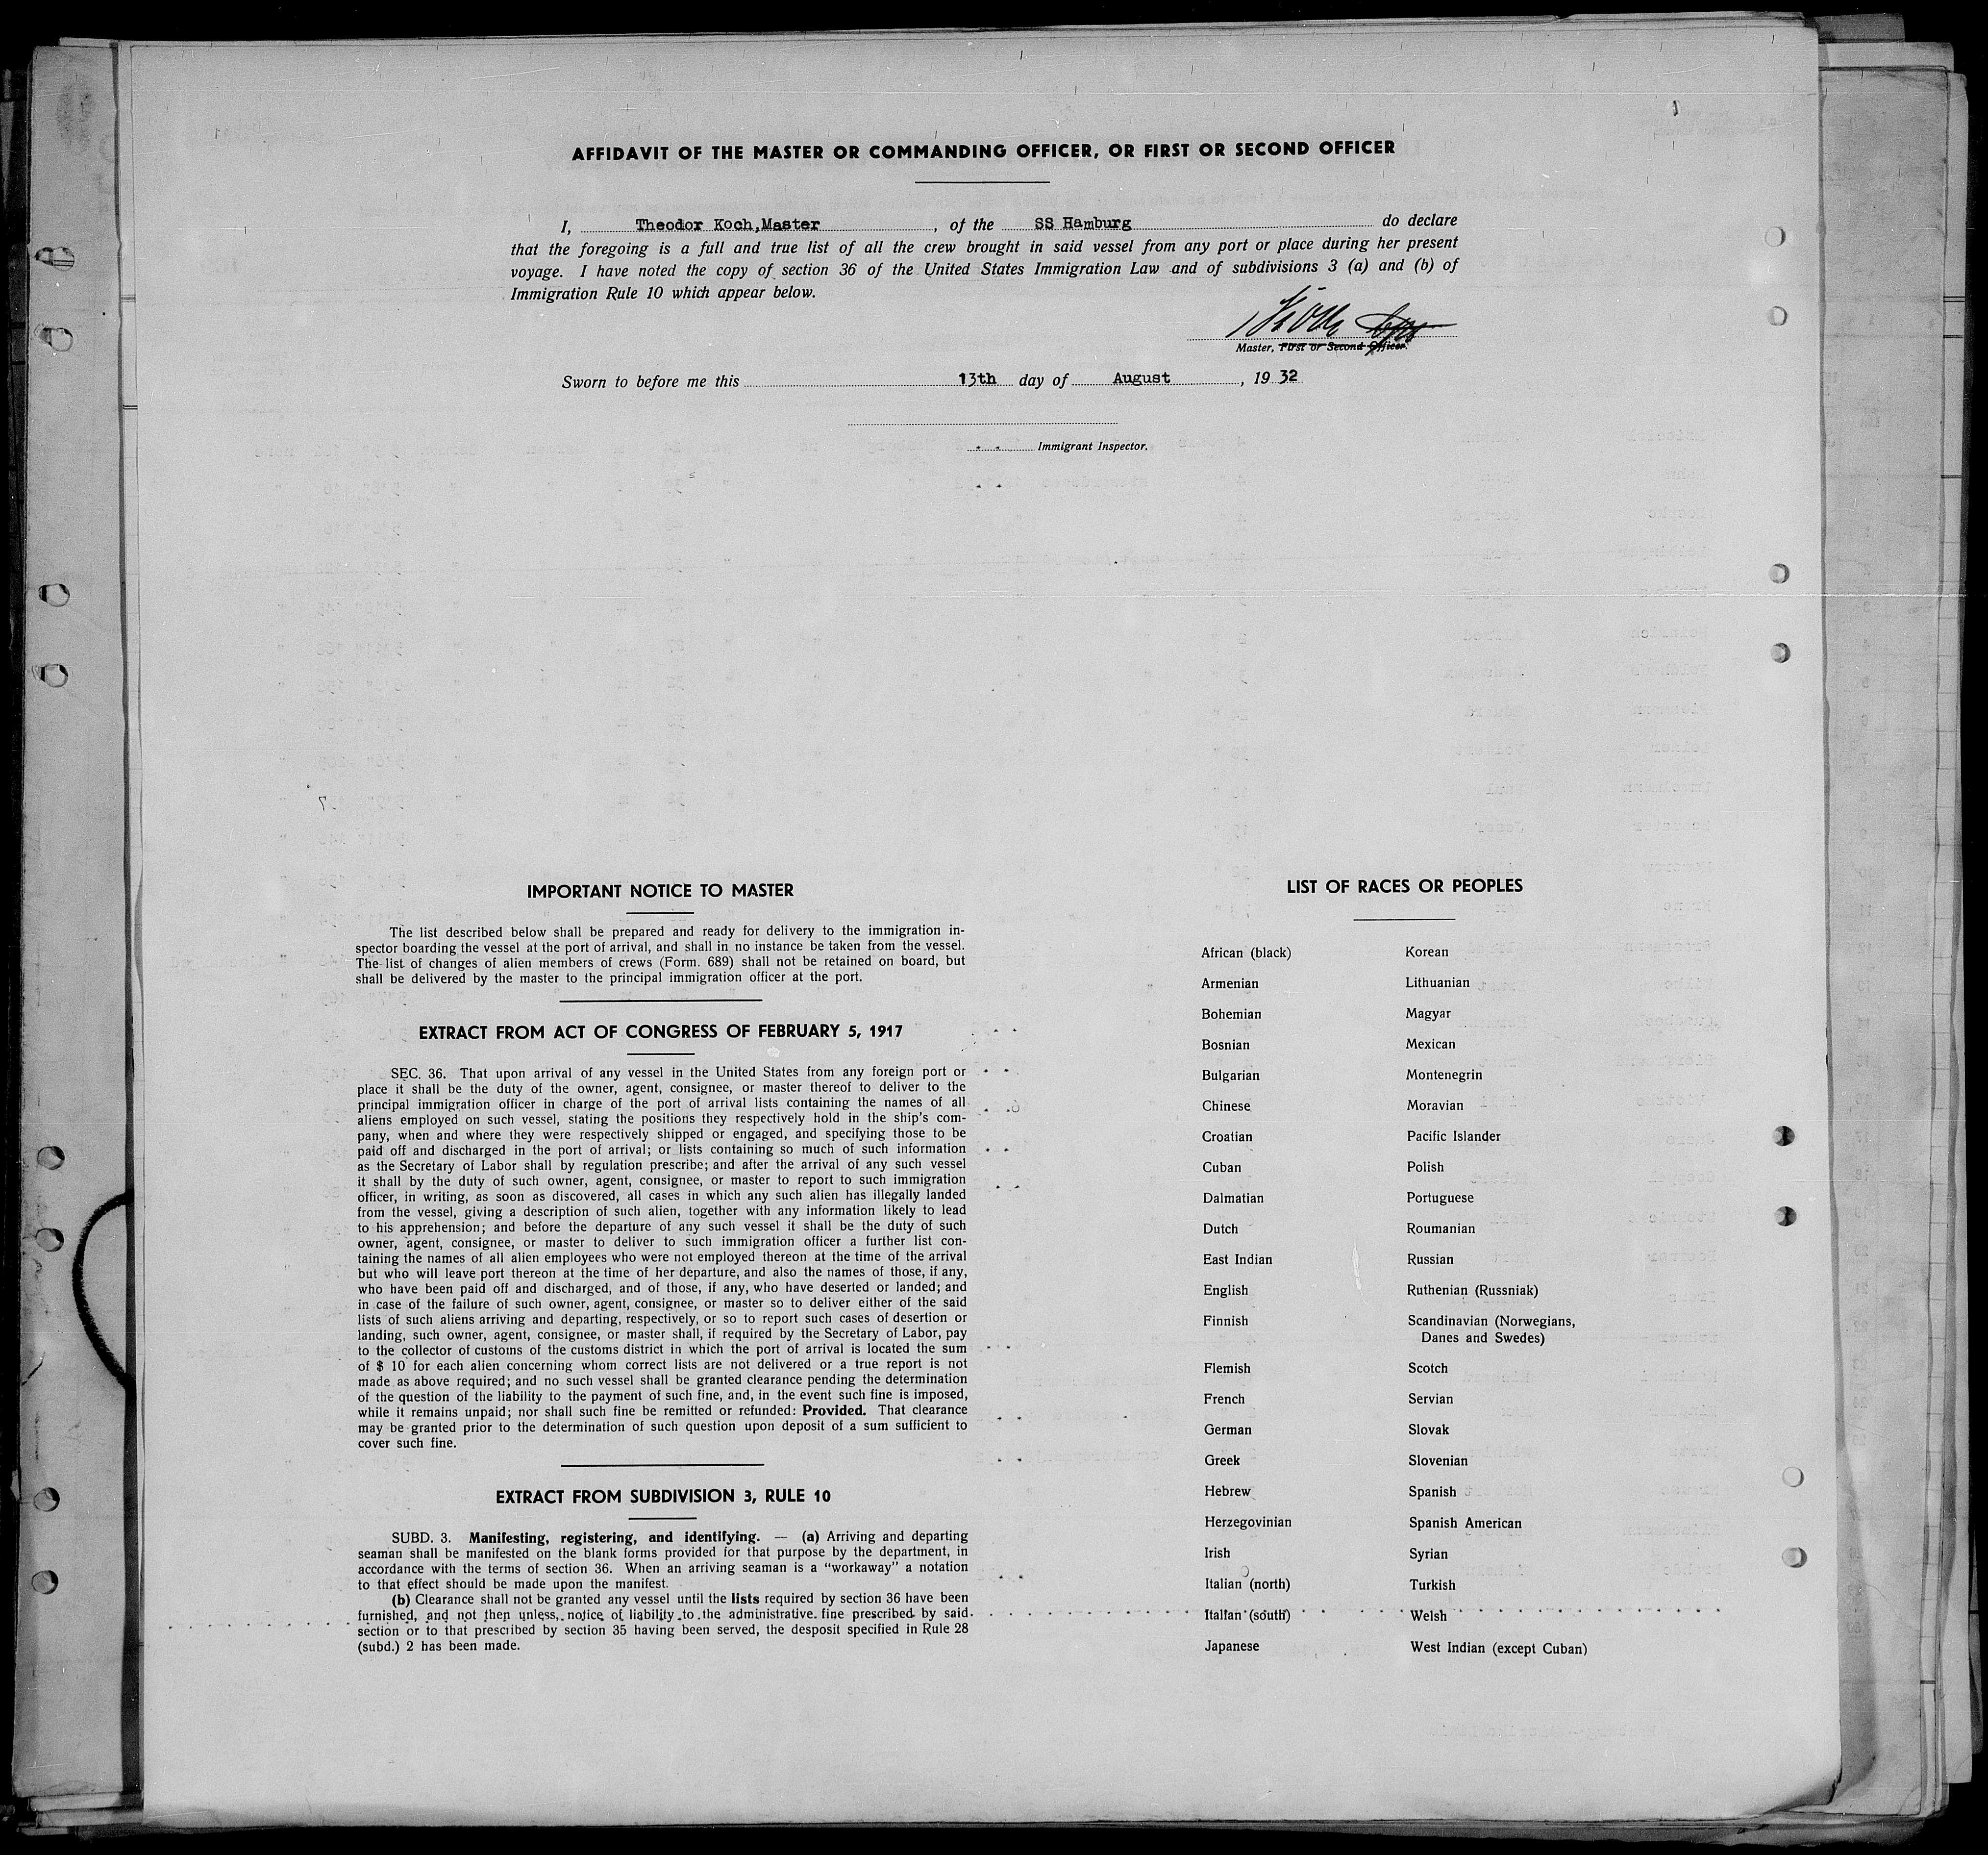 AFFIDAVIT OF THE MASTER OR COMMANDING OFFICER, OR FIRST OR SECOND OFFICER
I, Theodor Koch,Master, of the SS Hamburg do declare
that the foregoing is a full and true list of all the crew brought in said vessel from any port or place during her present
voyage. I have noted the copy of section 36 of the United States Immigration Law and of subdivisions 3 (a) and (b) of
Immigration Rule 10 which appear below.
Master, First or Second Officer.
Sworn to before me this 13th day of August, 1932
Immigrant Inspector.
IMPORTANT NOTICE TO MASTER
The list described below shall be prepared and ready for delivery to the immigration in-
spector boarding the vessel at the port of arrival, and shall in no instance be taken from the vessel.
The list of changes of alien members of crews (Form. 689) shall not be retained on board, but
shall be delivered by the master to the principal immigration officer at the port.
EXTRACT FROM ACT OF CONGRESS OF FEBRUARY 5, 1917
SEC. 36. That upon arrival of any vessel in the United States from any foreign port or
place it shall be the duty of the owner, agent, consignee, or master thereof to deliver to the
principal immigration officer in charge of the port of arrival lists containing the names of all
aliens employed on such vessel, stating the positions they respectively hold in the ship's com-
pany, when and where they were respectively shipped or engaged, and specifying those to be
paid off and discharged in the port of arrival; or lists containing so much of such information
as the Secretary of Labor shall by regulation prescribe; and after the arrival of any such vessel
it shall by the duty of such owner, agent, consignee, or master to report to such immigration
officer, in writing, as soon as discovered, all cases in which any such alien has illegally landed
from the vessel, giving a description of such alien, together with any information likely to lead
to his apprehension; and before the departure of any such vessel it shall be the duty of such
owner, agent, consignee, or master to deliver to such immigration officer a further list con-
taining the names of all alien employees who were not employed thereon at the time of the arrival
but who will leave port thereon at the time of her departure, and also the names of those, if any,
who have been paid off and discharged, and of those, if any, who have deserted or landed; and
in case of the failure of such owner, agent, consignee, or master so to deliver either of the said
lists of such aliens arriving and departing, respectively, or so to report such cases of desertion or
landing, such owner, agent, consignee, or master shall, if required by the Secretary of Labor, pay
to the collector of customs of the customs district in which the port of arrival is located the sum
of $ 10 for each alien concerning whom correct lists are not delivered or a true report is not
made as above required; and no such vessel shall be granted clearance pending the determination
of the question of the liability to the payment of such fine, and, in the event such fine is imposed,
while it remains unpaid; nor shall such fine be remitted or refunded: Provided. That clearance
may be granted prior to the determination of such question upon deposit of a sum sufficient to
cover such fine.
EXTRACT FROM SUBDIVISION 3, RULE 10
SUBD. 3. Manifesting, registering, and identifying. — (a) Arriving and departing
seaman shall be manifested on the blank forms provided for that purpose by the department, in
accordance with the terms of section 36. When an arriving seaman is a "workaway" a notation
to that effect should be made upon the manifest.
(b) Clearance shall not be granted any vessel until the lists required by section 36 have been
furnished, and not then unless, notice of liability to the administrative fine prescribed by said
section or to that prescribed by section 35 having been served, the desposit specified in Rule 28
(subd.) 2 has been made.
LIST OF RACES OR PEOPLES
African (black)
Armenian
Bohemian
Bosnian
Bulgarian
Chinese
Croatian
Cuban
Dalmatian
Dutch
East Indian
English
Finnish
Flemish
French
German
Greek
Hebrew
Herzegovinian
Irish
Italian (north)
Italian (south)
Japanese
Korean
Lithuanian
Magyar
Mexican
Montenegrin
Moravian
Pacific Islander
Polish
Portuguese
Roumanian
Russian
Ruthenian (Russniak)
Scandinavian (Norwegians,
Danes and Swedes)
Scotch
Servian
Slovak
Slovenian
Spanish
Spanish American
Syrian
Turkish
Welsh
West Indian (except Cuban)